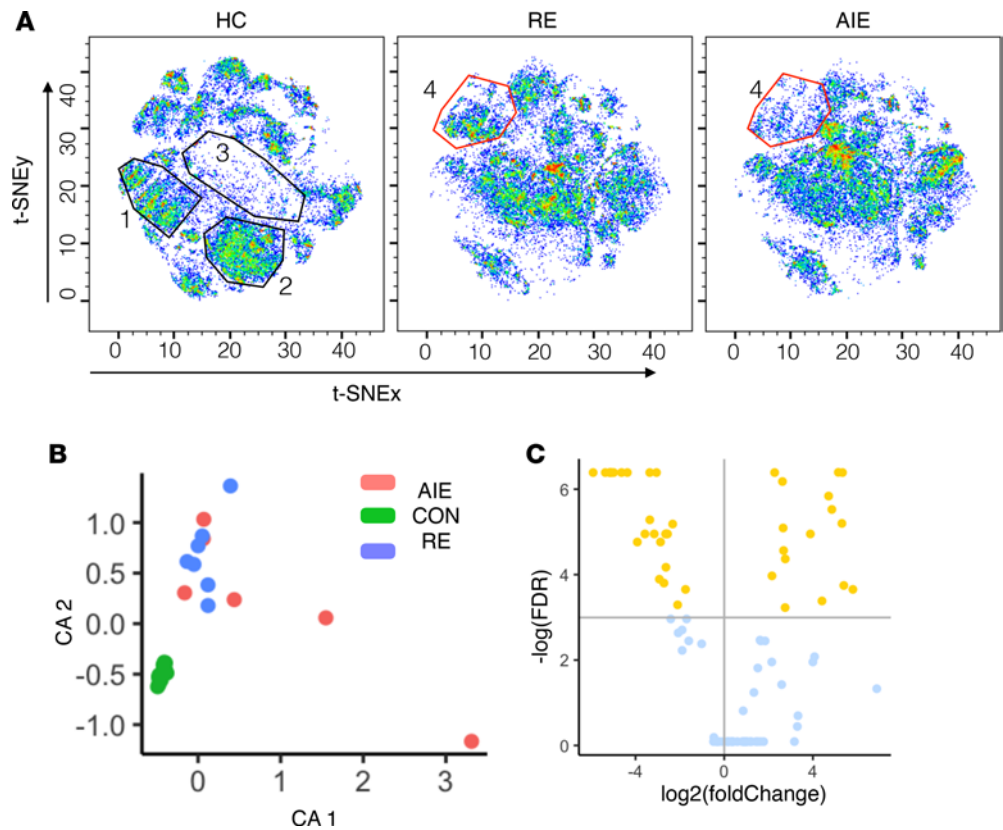 A
HC
RE
AIE
t-SNEy
40
30
20
10
0
1
2
3
4
4
0 10 20 30 40
0 10 20 30 40
0 10 20 30 40
t-SNEx
B
CA 2
1.0
0.5
0.0
-0.5
-1.0
AIE
CON
RE
0 1 2 3
CA 1
C
-log(FDR)
6
4
2
0
-4 0 4
log2(foldChange)